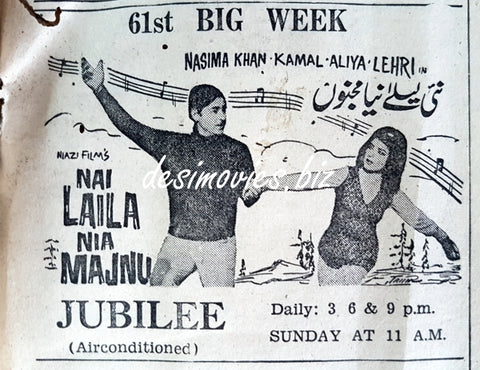 61st BIG WEEK
NASIMA KHAN·KAMAL·ALIYA·LEHRI IN
نئی لیلےٰ نیا مجنوں
NIAZI FILM'S
NAI
LAILA
NIA
MAJNU
desimovies.biz
JUBILEE
(Airconditioned)
Daily: 3 6 & 9 p.m.
SUNDAY AT 11 A.M.